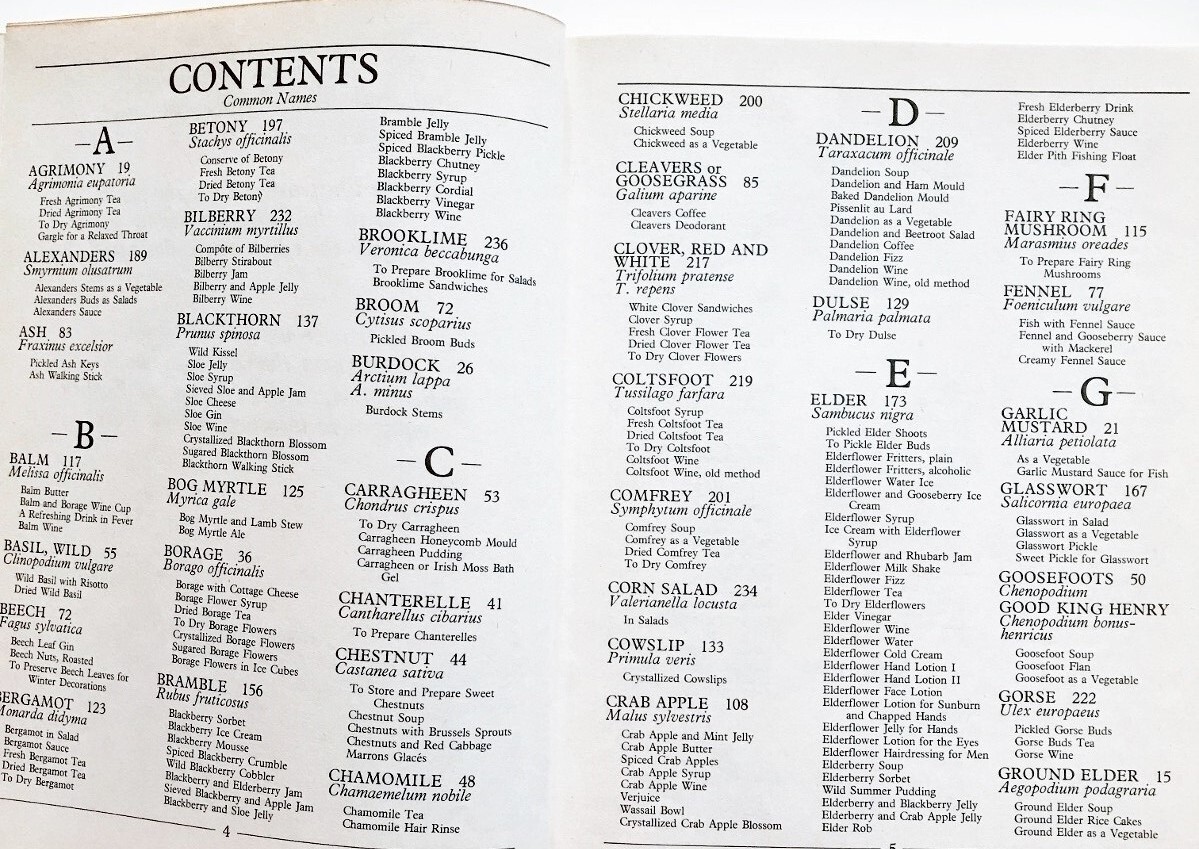 CONTENTS
Common Names
–A–
AGRIMONY 19
Agrimonia eupatoria
Fresh Agrimony Tea
Dried Agrimony Tea
To Dry Agrimony
Gargle for a Relaxed Throat
ALEXANDERS 189
Smyrnium olusatrum
Alexanders Stems as a Vegetable
Alexanders Buds as Salads
Alexanders Sauce
ASH 83
Fraxinus excelsior
Pickled Ash Keys
Ash Walking Stick
–B–
BALM 117
Melissa officinalis
Balm Butter
Balm and Borage Wine Cup
A Refreshing Drink in Fever
Balm Wine
BASIL, WILD 55
Clinopodium vulgare
Wild Basil with Risotto
Dried Wild Basil
BEECH 72
Fagus sylvatica
Beech Leaf Gin
Beech Nuts, Roasted
To Preserve Beech Leaves for
Winter Decorations
BERGAMOT 123
Monarda didyma
Bergamot in Salad
Bergamot Sauce
Fresh Bergamot Tea
Dried Bergamot Tea
To Dry Bergamot
BETONY 197
Stachys officinalis
Conserve of Betony
Fresh Betony Tea
Dried Betony Tea
To Dry Betony
BILBERRY 232
Vaccinium myrtillus
Compôte of Bilberries
Bilberry Stirabout
Bilberry Jam
Bilberry and Apple Jelly
Bilberry Wine
BLACKTHORN 137
Prunus spinosa
Wild Kissel
Sloe Jelly
Sloe Syrup
Sieved Sloe and Apple Jam
Sloe Cheese
Sloe Gin
Sloe Wine
Crystallized Blackthorn Blossom
Sugared Blackthorn Blossom
Blackthorn Walking Stick
BOG MYRTLE 125
Myrica gale
Bog Myrtle and Lamb Stew
Bog Myrtle Ale
BORAGE 36
Borago officinalis
Borage with Cottage Cheese
Borage Flower Syrup
Dried Borage Tea
To Dry Borage Flowers
Crystallized Borage Flowers
Sugared Borage Flowers
Borage Flowers in Ice Cubes
BRAMBLE 156
Rubus fruticosus
Blackberry Sorbet
Blackberry Ice Cream
Blackberry Mousse
Spiced Blackberry Crumble
Wild Blackberry Cobbler
Blackberry and Elderberry Jam
Sieved Blackberry and Apple Jam
Blackberry and Sloe Jelly
Bramble Jelly
Spiced Bramble Jelly
Spiced Blackberry Pickle
Blackberry Chutney
Blackberry Syrup
Blackberry Cordial
Blackberry Vinegar
Blackberry Wine
BROOKLIME 236
Veronica beccabunga
To Prepare Brooklime for Salads
Brooklime Sandwiches
BROOM 72
Cytisus scoparius
Pickled Broom Buds
BURDOCK 26
Arctium lappa
A. minus
Burdock Stems
–C–
CARRAGHEEN 53
Chondrus crispus
To Dry Carragheen
Carragheen Honeycomb Mould
Carragheen Pudding
Carragheen or Irish Moss Bath
Gel
CHANTERELLE 41
Cantharellus cibarius
To Prepare Chanterelles
CHESTNUT 44
Castanea sativa
To Store and Prepare Sweet
Chestnuts
Chestnut Soup
Chestnuts with Brussels Sprouts
Chestnuts and Red Cabbage
Marrons Glacés
CHAMOMILE 48
Chamaemelum nobile
Chamomile Tea
Chamomile Hair Rinse
4
CHICKWEED 200
Stellaria media
Chickweed Soup
Chickweed as a Vegetable
CLEAVERS or
GOOSEGRASS 85
Galium aparine
Cleavers Coffee
Cleavers Deodorant
CLOVER, RED AND
WHITE 217
Trifolium pratense
T. repens
White Clover Sandwiches
Clover Syrup
Fresh Clover Flower Tea
Dried Clover Flower Tea
To Dry Clover Flowers
COLTSFOOT 219
Tussilago farfara
Coltsfoot Syrup
Fresh Coltsfoot Tea
Dried Coltsfoot Tea
To Dry Coltsfoot
Coltsfoot Wine
Coltsfoot Wine, old method
COMFREY 201
Symphytum officinale
Comfrey Soup
Comfrey as a Vegetable
Dried Comfrey Tea
To Dry Comfrey
CORN SALAD 234
Valerianella locusta
In Salads
COWSLIP 133
Primula veris
Crystallized Cowslips
CRAB APPLE 108
Malus sylvestris
Crab Apple and Mint Jelly
Crab Apple Butter
Spiced Crab Apples
Crab Apple Syrup
Crab Apple Wine
Verjuice
Wassail Bowl
Crystallized Crab Apple Blossom
–D–
DANDELION 209
Taraxacum officinale
Dandelion Soup
Dandelion and Ham Mould
Baked Dandelion Mould
Pissenlit au Lard
Dandelion as a Vegetable
Dandelion and Beetroot Salad
Dandelion Coffee
Dandelion Fizz
Dandelion Wine
Dandelion Wine, old method
DULSE 129
Palmaria palmata
To Dry Dulse
–E–
ELDER 173
Sambucus nigra
Pickled Elder Shoots
To Pickle Elder Buds
Elderflower Fritters, plain
Elderflower Fritters, alcoholic
Elderflower Water Ice
Elderflower and Gooseberry Ice
Cream
Elderflower Syrup
Ice Cream with Elderflower
Syrup
Elderflower and Rhubarb Jam
Elderflower Milk Shake
Elderflower Fizz
Elderflower Tea
To Dry Elderflowers
Elder Vinegar
Elderflower Wine
Elderflower Water
Elderflower Cold Cream
Elderflower Hand Lotion I
Elderflower Hand Lotion II
Elderflower Face Lotion
Elderflower Lotion for Sunburn
and Chapped Hands
Elderflower Jelly for Hands
Elderflower Lotion for the Eyes
Elderflower Hairdressing for Men
Elderberry Soup
Elderberry Sorbet
Wild Summer Pudding
Elderberry and Blackberry Jelly
Elderberry and Crab Apple Jelly
Elder Rob
Fresh Elderberry Drink
Elderberry Chutney
Spiced Elderberry Sauce
Elderberry Wine
Elder Pith Fishing Float
–F–
FAIRY RING
MUSHROOM 115
Marasmius oreades
To Prepare Fairy Ring
Mushrooms
FENNEL 77
Foeniculum vulgare
Fish with Fennel Sauce
Fennel and Gooseberry Sauce
with Mackerel
Creamy Fennel Sauce
–G–
GARLIC
MUSTARD 21
Alliaria petiolata
As a Vegetable
Garlic Mustard Sauce for Fish
GLASSWORT 167
Salicornia europaea
Glasswort in Salad
Glasswort as a Vegetable
Glasswort Pickle
Sweet Pickle for Glasswort
GOOSEFOOTS 50
Chenopodium
GOOD KING HENRY
Chenopodium bonus-
henricus
Goosefoot Soup
Goosefoot Flan
Goosefoot as a Vegetable
GORSE 222
Ulex europaeus
Pickled Gorse Buds
Gorse Buds Tea
Gorse Wine
GROUND ELDER 15
Aegopodium podagraria
Ground Elder Soup
Ground Elder Rice Cakes
Ground Elder as a Vegetable
5